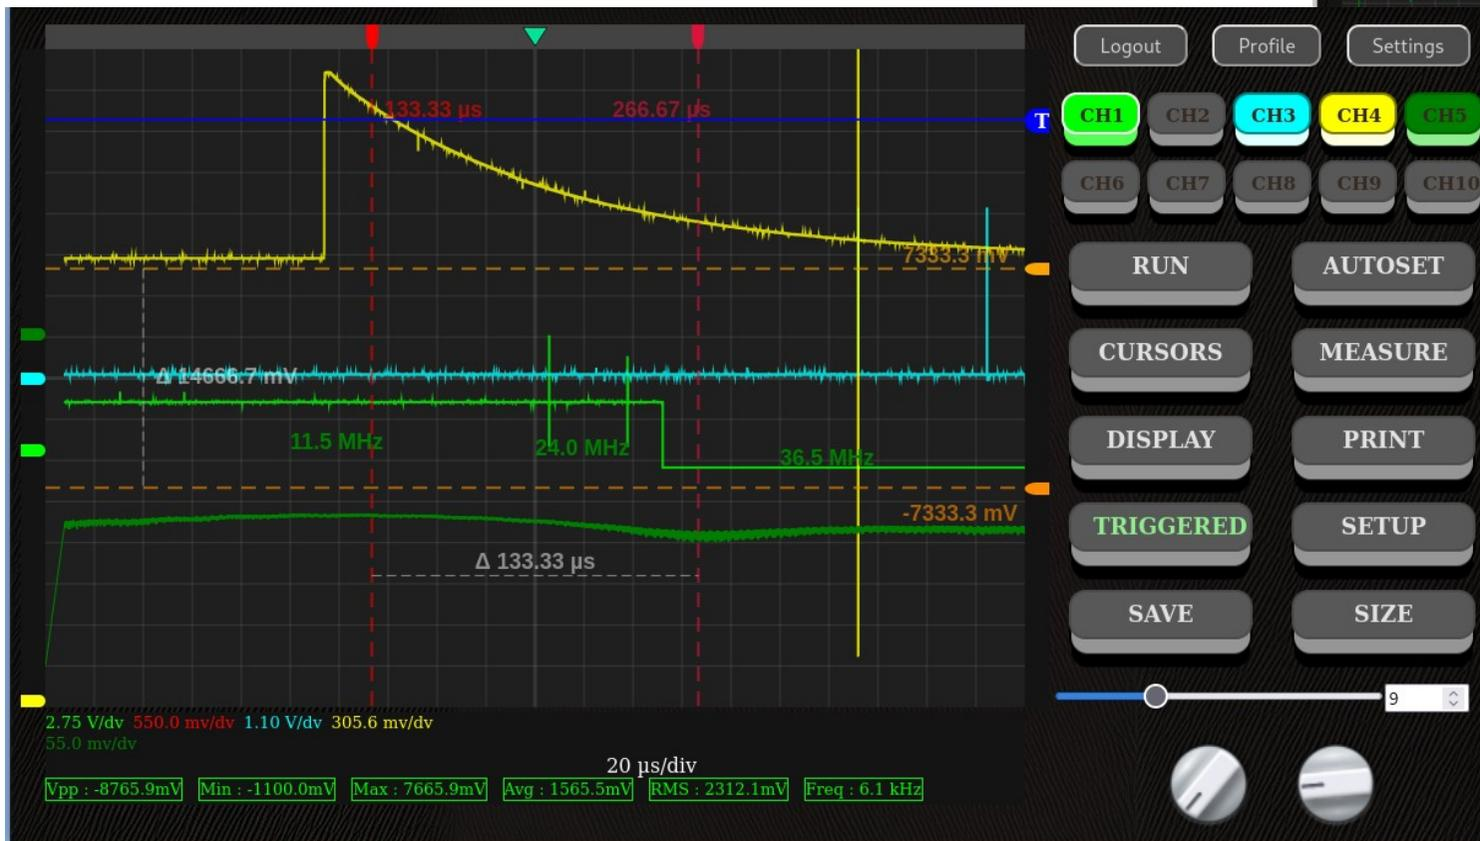 Logout Profile Settings
CH1 CH2 CH3 CH4 CH5
CH6 CH7 CH8 CH9 CH10
133.33 µs 266.67 µs
T
7333.3 mV
Δ 14666.7 mV
11.5 MHz 24.0 MHz 36.5 MHz
-7333.3 mV
Δ 133.33 µs
RUN AUTOSET
CURSORS MEASURE
DISPLAY PRINT
TRIGGERED SETUP
SAVE SIZE
9
2.75 V/dv 550.0 mv/dv 1.10 V/dv 305.6 mv/dv
55.0 mv/dv
20 µs/div
Vpp : -8765.9mV Min : -1100.0mV Max : 7665.9mV Avg : 1565.5mV RMS : 2312.1mV Freq : 6.1 kHz